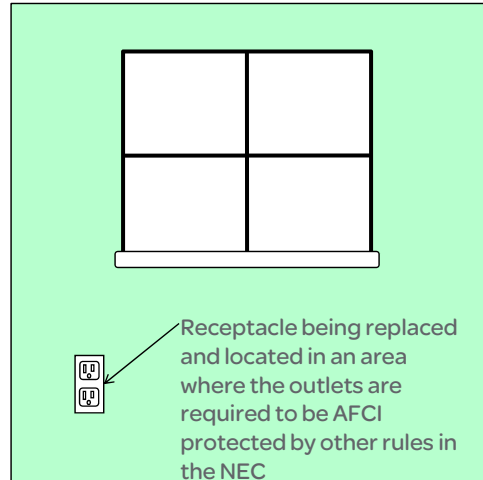 Receptacle being replaced
and located in an area
where the outlets are
required to be AFCI
protected by other rules in
the NEC